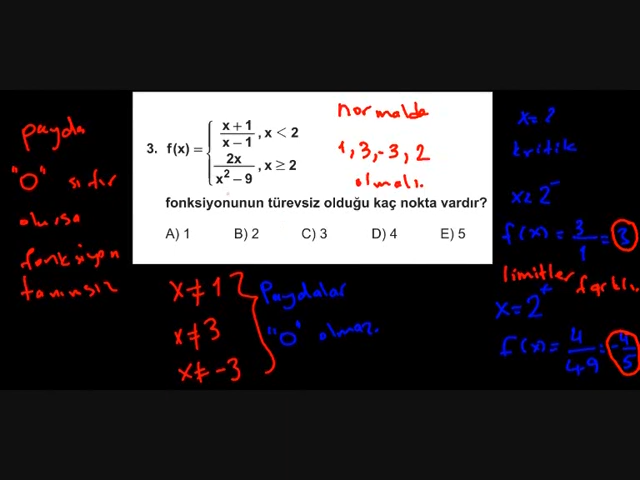 payda
"0" sıfır
olursa
fonksiyon
tanımsız
3. f(x) = { x + 1 / x – 1 , x < 2
2x / x² – 9 , x ≥ 2
normalde
1, 3, -3, 2
olmalı.
fonksiyonunun türevsiz olduğu kaç nokta vardır?
A) 1 B) 2 C) 3 D) 4 E) 5
x ≠ 1
x ≠ 3
x ≠ -3
Paydalar
"0" olmaz.
x = 2
kritik
x = 2⁻
f(x) = 3/1 = 3
limitler farklı.
x = 2⁺
f(x) = 4/4-9 = -4/5